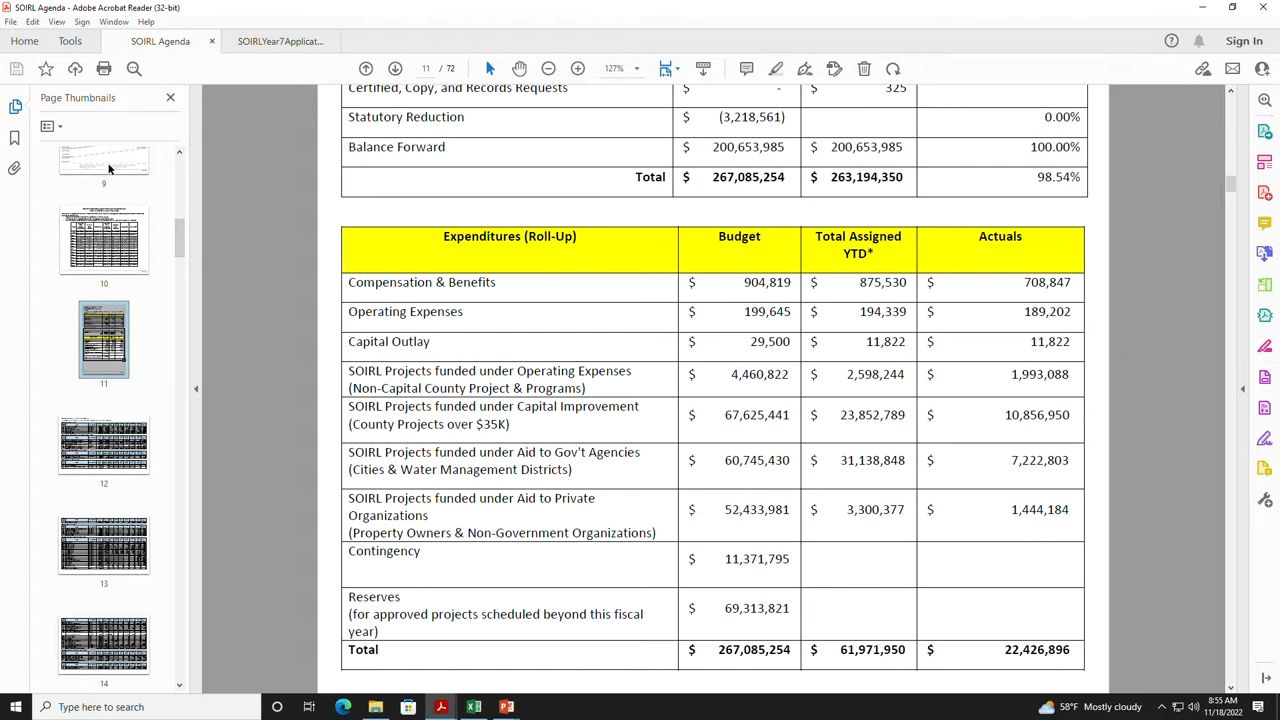 SOIRL Agenda - Adobe Acrobat Reader (32-bit)
File Edit View Sign Window Help
Home Tools SOIRL Agenda × SOIRLYear7Applicat... Sign In
11 / 72 127%
Page Thumbnails
9
10
11
12
13
14
Certified, Copy, and Records Requests $ - $ 325
Statutory Reduction $ (3,218,561) 0.00%
Balance Forward $ 200,653,985 $ 200,653,985 100.00%
Total $ 267,085,254 $ 263,194,350 98.54%
Expenditures (Roll-Up) Budget Total Assigned YTD* Actuals
Compensation & Benefits $ 904,819 $ 875,530 $ 708,847
Operating Expenses $ 199,645 $ 194,339 $ 189,202
Capital Outlay $ 29,500 $ 11,822 $ 11,822
SOIRL Projects funded under Operating Expenses
(Non-Capital County Project & Programs) $ 4,460,822 $ 2,598,244 $ 1,993,088
SOIRL Projects funded under Capital Improvement
(County Projects over $35K) $ 67,625,441 $ 23,852,789 $ 10,856,950
SOIRL Projects funded under Aid to Gov't Agencies
(Cities & Water Management Districts) $ 60,745,430 $ 31,138,848 $ 7,222,803
SOIRL Projects funded under Aid to Private
Organizations
(Property Owners & Non-Government Organizations) $ 52,433,981 $ 3,300,377 $ 1,444,184
Contingency $ 11,371,795
Reserves
(for approved projects scheduled beyond this fiscal
year) $ 69,313,821
Total $ 267,085,254 $ 61,971,950 $ 22,426,896
Type here to search
58°F Mostly cloudy
8:55 AM
11/18/2022